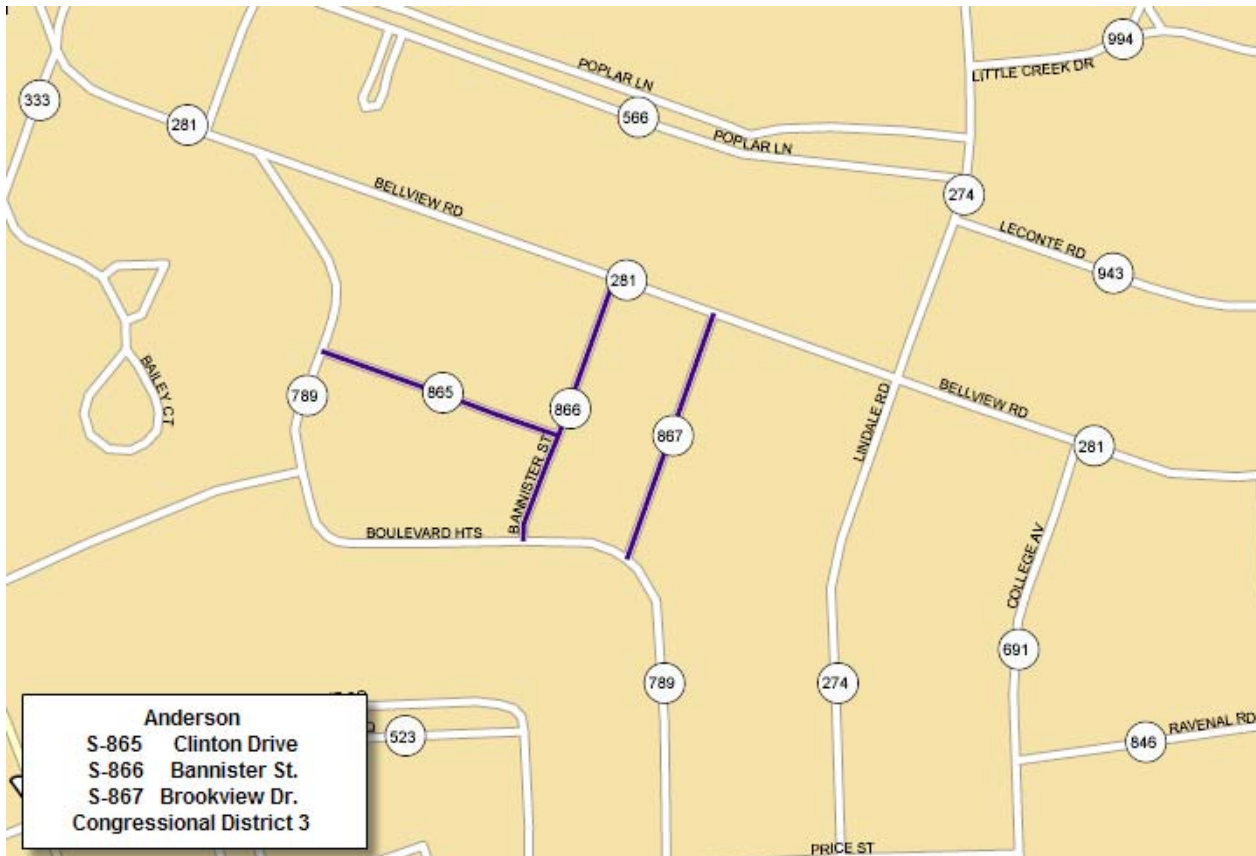 994
LITTLE CREEK DR
POPLAR LN
333
281
566
POPLAR LN
274
BELLVIEW RD
LECONTE RD
943
281
BAILEY CT
789
865
866
867
LINDALE RD
BELLVIEW RD
281
BANNISTER ST
BOULEVARD HTS
COLLEGE AV
691
789
274
523
846
RAVENAL RD
PRICE ST
Anderson
S-865 Clinton Drive
S-866 Bannister St.
S-867 Brookview Dr.
Congressional District 3